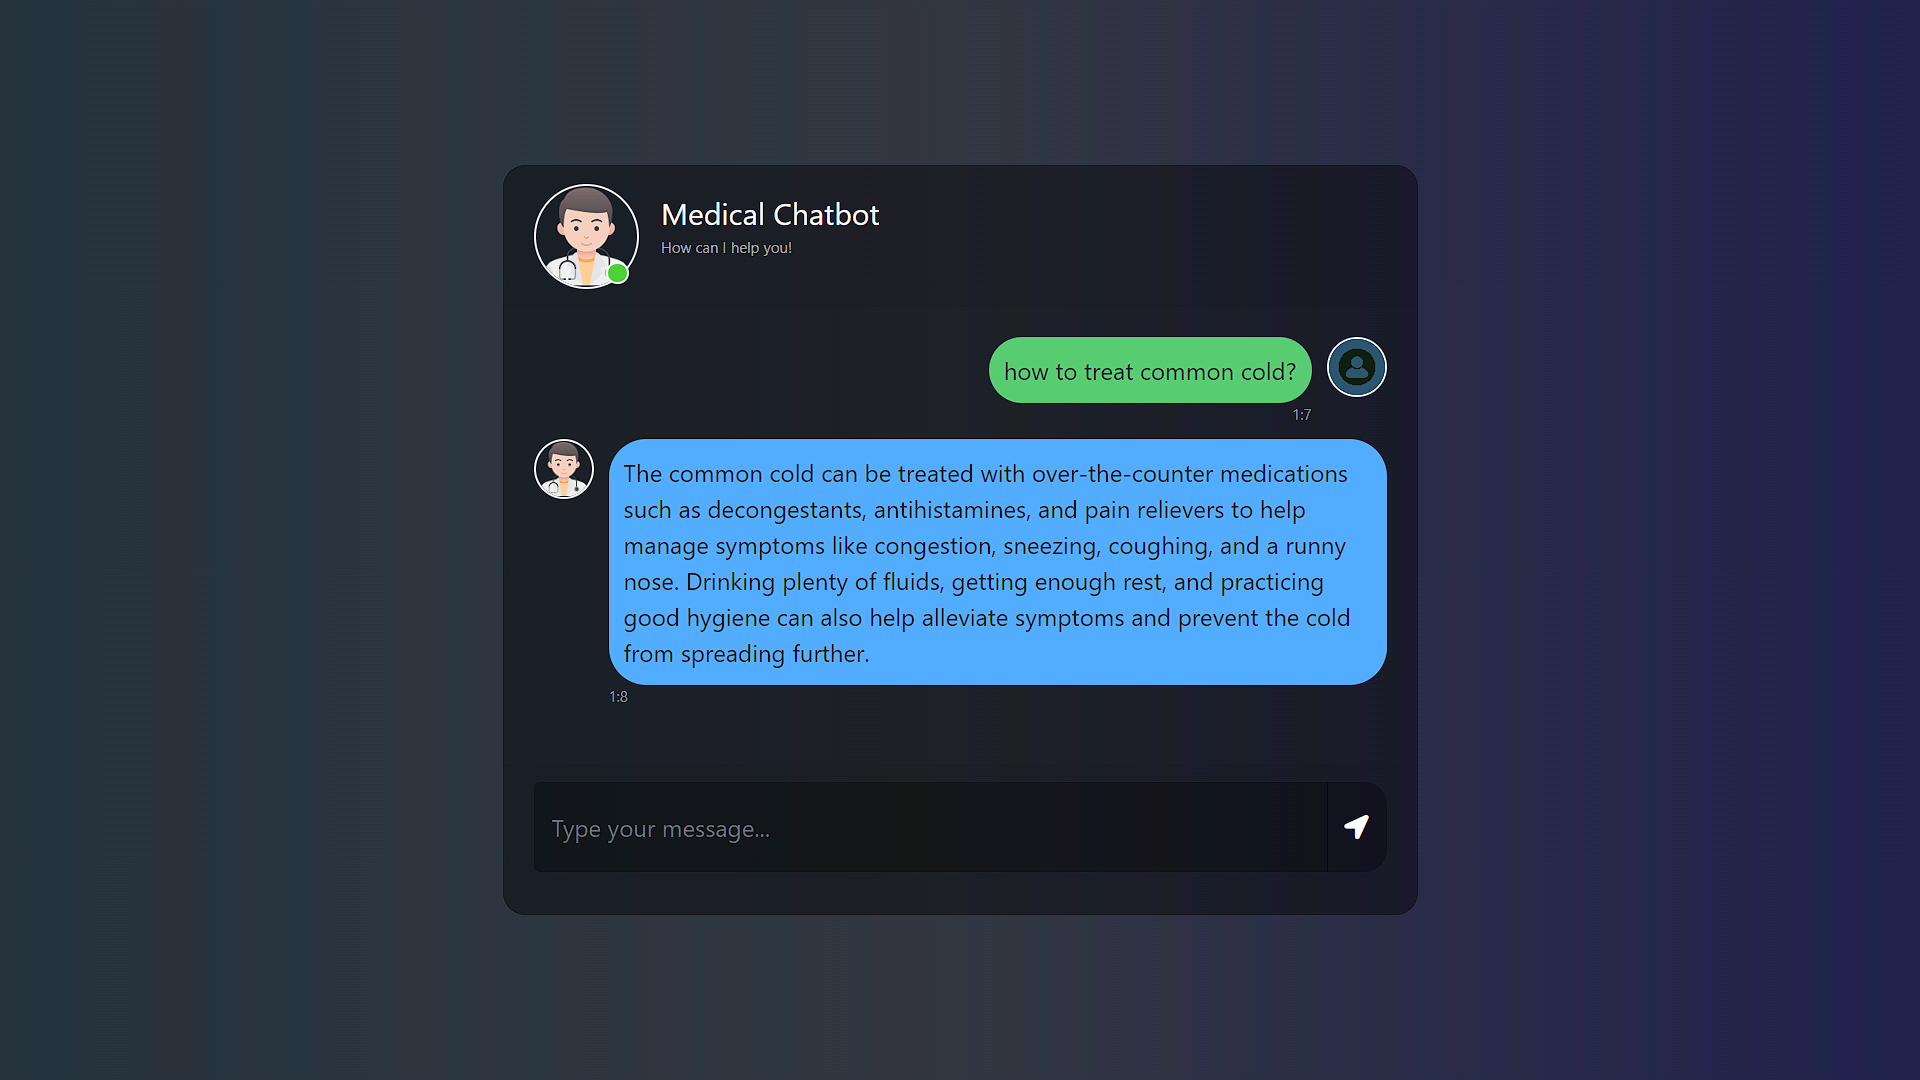 Medical Chatbot
How can I help you!
how to treat common cold?
1:7
The common cold can be treated with over-the-counter medications
such as decongestants, antihistamines, and pain relievers to help
manage symptoms like congestion, sneezing, coughing, and a runny
nose. Drinking plenty of fluids, getting enough rest, and practicing
good hygiene can also help alleviate symptoms and prevent the cold
from spreading further.
1:8
Type your message...